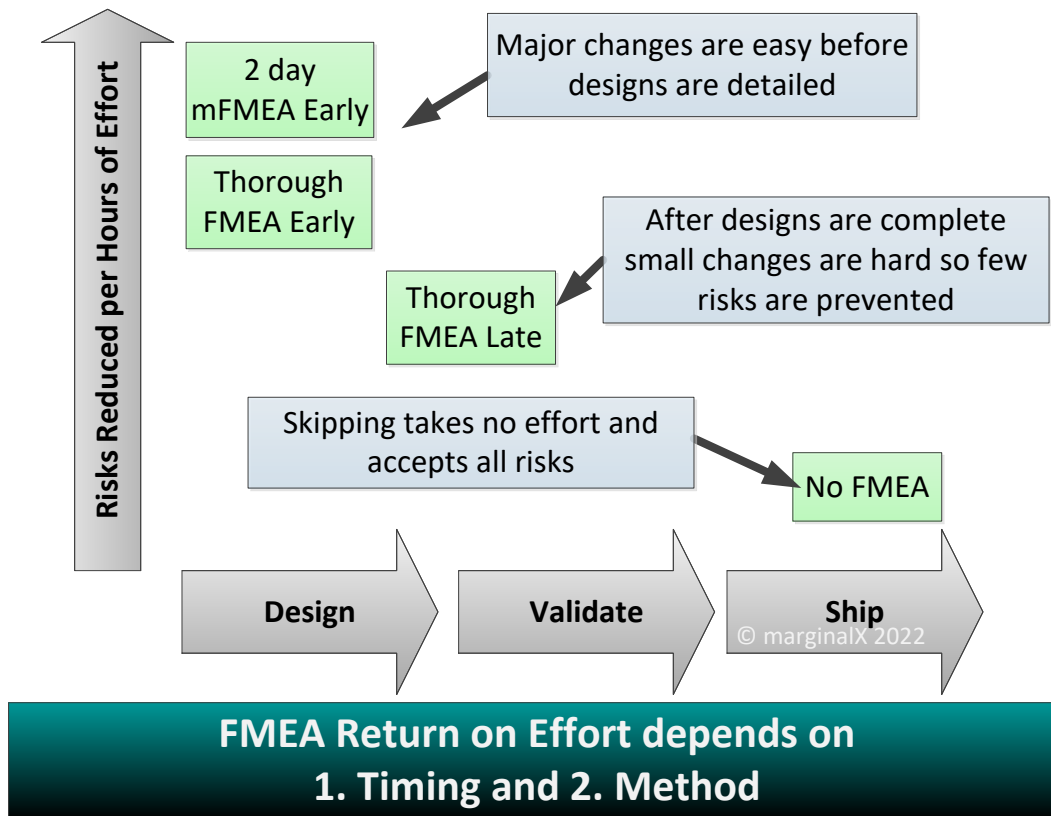 Risks Reduced per Hours of Effort
2 day
mFMEA Early
Major changes are easy before
designs are detailed
Thorough
FMEA Early
After designs are complete
small changes are hard so few
risks are prevented
Thorough
FMEA Late
Skipping takes no effort and
accepts all risks
No FMEA
Design
Validate
Ship
© marginalX 2022
FMEA Return on Effort depends on
1. Timing and 2. Method